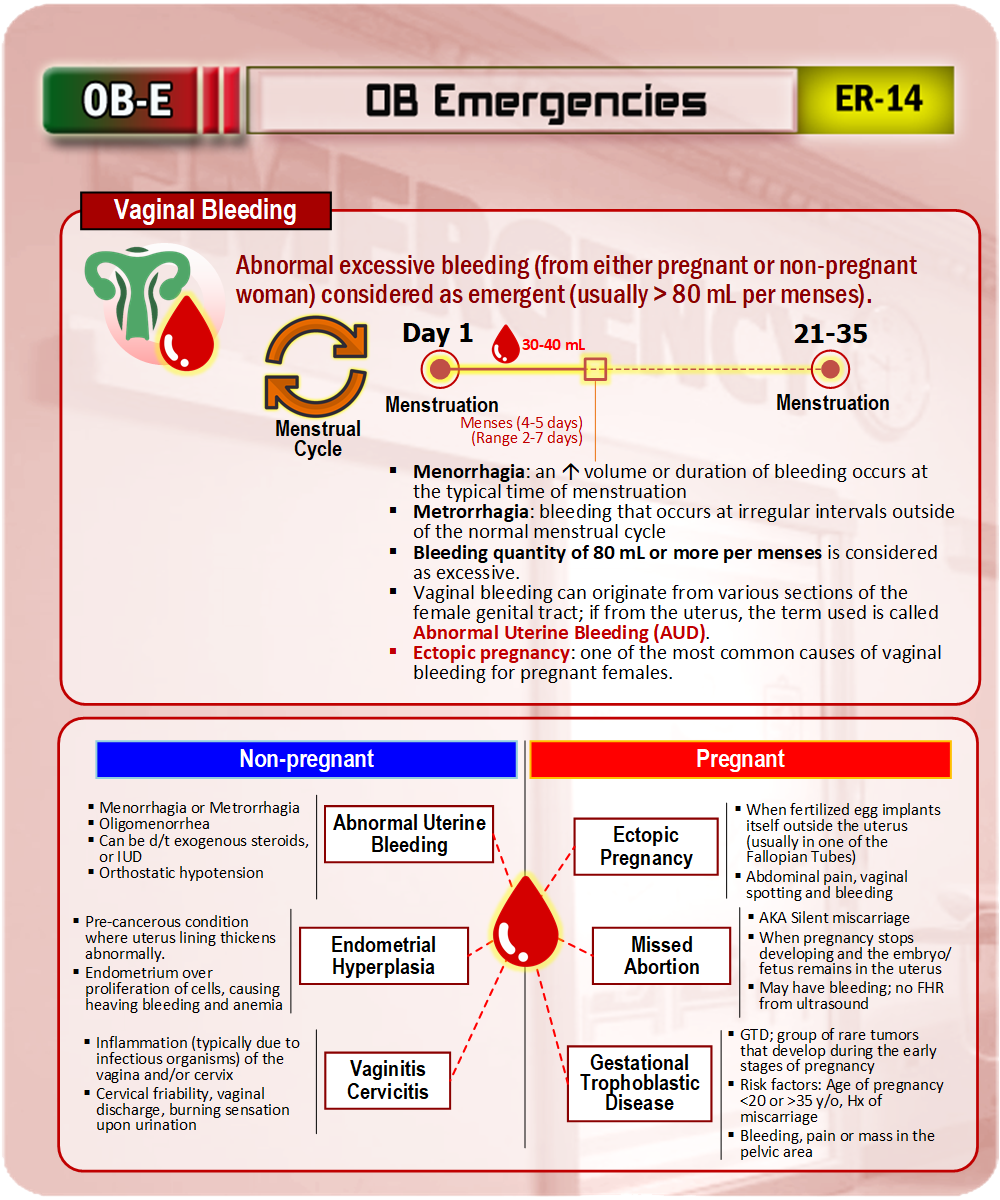 OB-E
OB Emergencies
ER-14
Vaginal Bleeding
Abnormal excessive bleeding (from either pregnant or non-pregnant
woman) considered as emergent (usually > 80 mL per menses).
Day 1
30-40 mL
21-35
Menstruation
Menstruation
Menstrual
Cycle
Menses (4-5 days)
(Range 2-7 days)
▪ Menorrhagia: an ↑ volume or duration of bleeding occurs at
the typical time of menstruation
▪ Metrorrhagia: bleeding that occurs at irregular intervals outside
of the normal menstrual cycle
▪ Bleeding quantity of 80 mL or more per menses is considered
as excessive.
▪ Vaginal bleeding can originate from various sections of the
female genital tract; if from the uterus, the term used is called
Abnormal Uterine Bleeding (AUD).
▪ Ectopic pregnancy: one of the most common causes of vaginal
bleeding for pregnant females.
Non-pregnant
▪ Menorrhagia or Metrorrhagia
▪ Oligomenorrhea
▪ Can be d/t exogenous steroids,
or IUD
▪ Orthostatic hypotension
Abnormal Uterine
Bleeding
▪ Pre-cancerous condition
where uterus lining thickens
abnormally.
▪ Endometrium over
proliferation of cells, causing
heaving bleeding and anemia
Endometrial
Hyperplasia
▪ Inflammation (typically due to
infectious organisms) of the
vagina and/or cervix
▪ Cervical friability, vaginal
discharge, burning sensation
upon urination
Vaginitis
Cervicitis
Pregnant
Ectopic
Pregnancy
▪ When fertilized egg implants
itself outside the uterus
(usually in one of the
Fallopian Tubes)
▪ Abdominal pain, vaginal
spotting and bleeding
Missed
Abortion
▪ AKA Silent miscarriage
▪ When pregnancy stops
developing and the embryo/
fetus remains in the uterus
▪ May have bleeding; no FHR
from ultrasound
Gestational
Trophoblastic
Disease
▪ GTD; group of rare tumors
that develop during the early
stages of pregnancy
▪ Risk factors: Age of pregnancy
<20 or >35 y/o, Hx of
miscarriage
▪ Bleeding, pain or mass in the
pelvic area
EMERGENCY